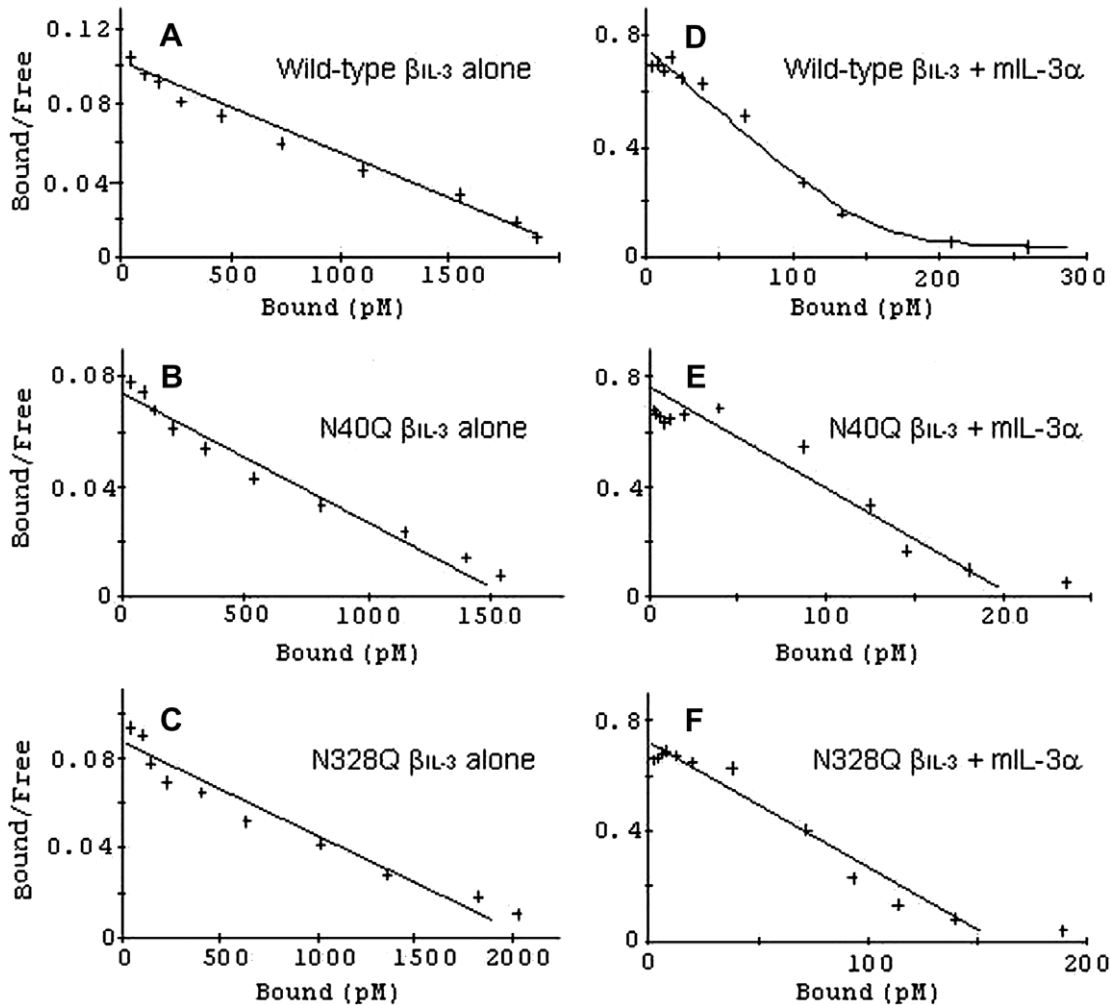 A
Wild-type βIL-3 alone
Bound/Free
0.12
0.08
0.04
0
0 500 1000 1500
Bound (pM)
D
Wild-type βIL-3 + mIL-3α
0.8
0.4
0
0 100 200 300
Bound (pM)
B
N40Q βIL-3 alone
Bound/Free
0.08
0.04
0
0 500 1000 1500
Bound (pM)
E
N40Q βIL-3 + mIL-3α
0.8
0.4
0
0 100 200
Bound (pM)
C
N328Q βIL-3 alone
Bound/Free
0.08
0.04
0
0 500 1000 1500 2000
Bound (pM)
F
N328Q βIL-3 + mIL-3α
0.8
0.4
0
0 100 200
Bound (pM)